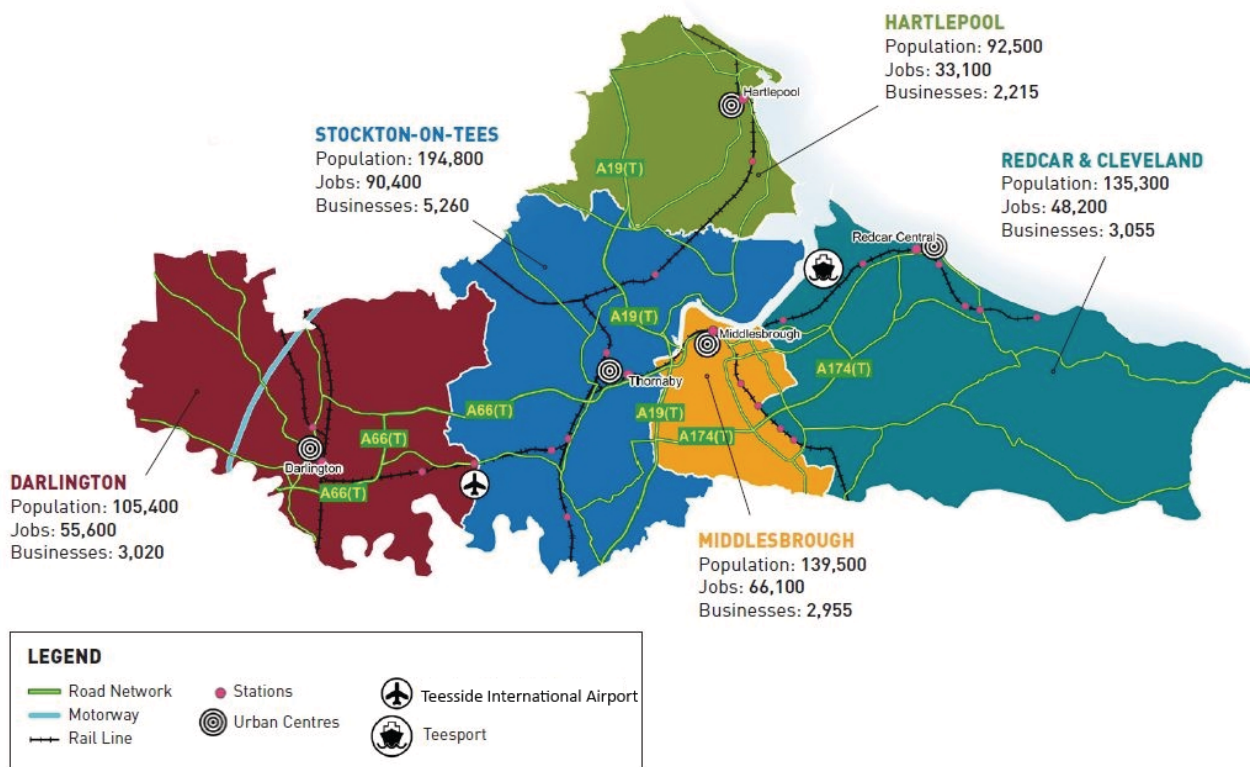 HARTLEPOOL
Population: 92,500
Jobs: 33,100
Businesses: 2,215
Hartlepool
STOCKTON-ON-TEES
Population: 194,800
Jobs: 90,400
Businesses: 5,260
A19(T)
REDCAR & CLEVELAND
Population: 135,300
Jobs: 48,200
Businesses: 3,055
Redcar Central
A19(T)
Middlesbrough
Thornaby
A174(T)
A66(T)
A19(T)
A66(T)
A174(T)
Darlington
A66(T)
DARLINGTON
Population: 105,400
Jobs: 55,600
Businesses: 3,020
MIDDLESBROUGH
Population: 139,500
Jobs: 66,100
Businesses: 2,955
LEGEND
Road Network
Motorway
Rail Line
Stations
Urban Centres
Teesside International Airport
Teesport